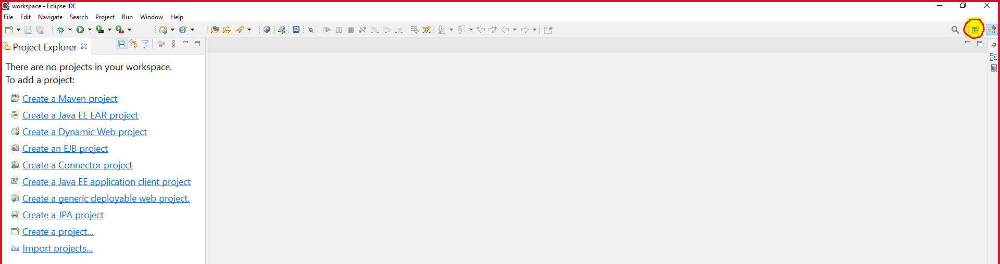 workspace - Eclipse IDE
File Edit Navigate Search Project Run Window Help
Project Explorer
There are no projects in your workspace.
To add a project:
Create a Maven project
Create a Java EE EAR project
Create a Dynamic Web project
Create an EJB project
Create a Connector project
Create a Java EE application client project
Create a generic deployable web project.
Create a JPA project
Create a project...
Import projects...